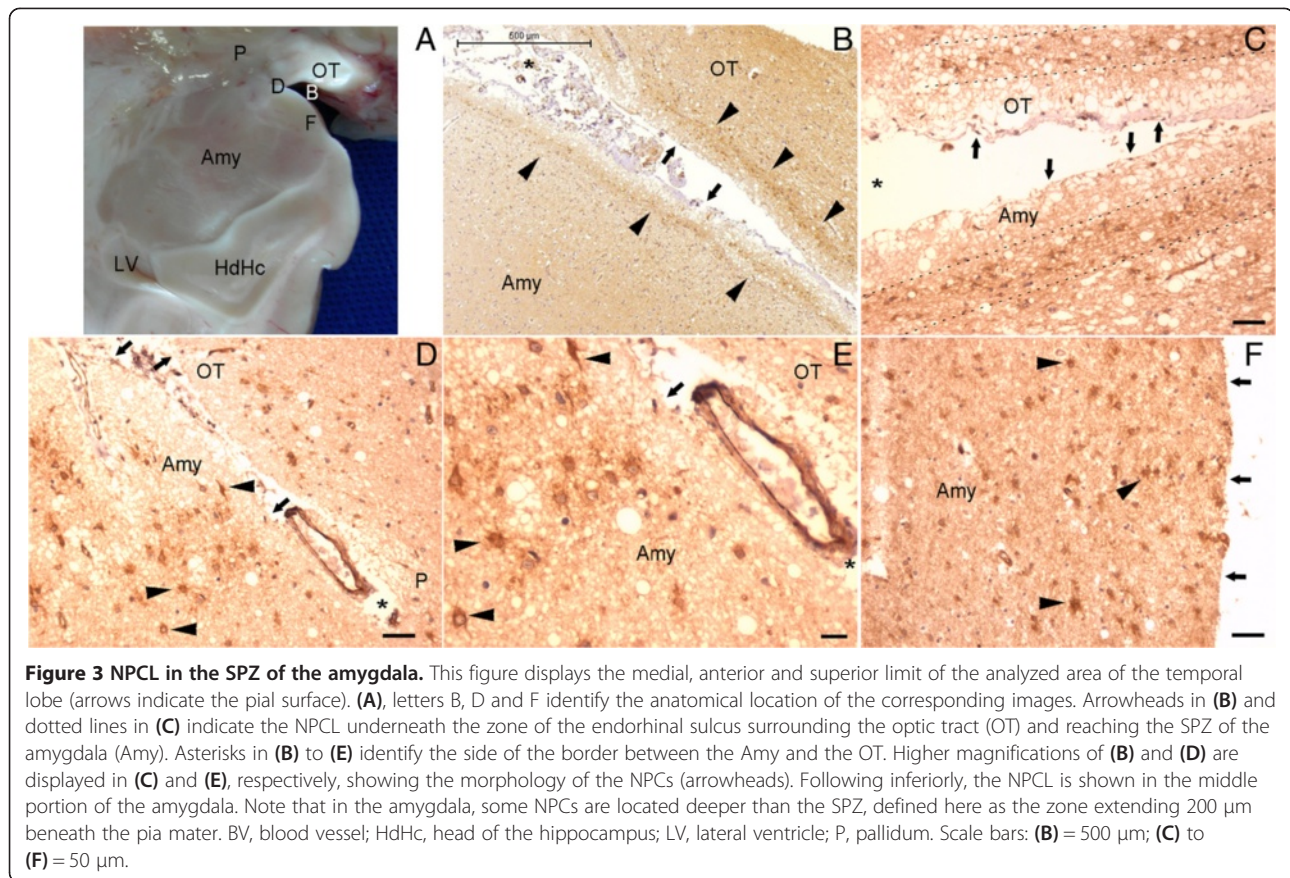 A
P
OT
D
B
F
Amy
LV
HdHc
B
500 µm
*
OT
Amy
C
OT
*
Amy
D
OT
Amy
P
*
E
OT
Amy
*
F
Amy
Figure 3 NPCL in the SPZ of the amygdala. This figure displays the medial, anterior and superior limit of the analyzed area of the temporal
lobe (arrows indicate the pial surface). (A), letters B, D and F identify the anatomical location of the corresponding images. Arrowheads in (B) and
dotted lines in (C) indicate the NPCL underneath the zone of the endorhinal sulcus surrounding the optic tract (OT) and reaching the SPZ of the
amygdala (Amy). Asterisks in (B) to (E) identify the side of the border between the Amy and the OT. Higher magnifications of (B) and (D) are
displayed in (C) and (E), respectively, showing the morphology of the NPCs (arrowheads). Following inferiorly, the NPCL is shown in the middle
portion of the amygdala. Note that in the amygdala, some NPCs are located deeper than the SPZ, defined here as the zone extending 200 µm
beneath the pia mater. BV, blood vessel; HdHc, head of the hippocampus; LV, lateral ventricle; P, pallidum. Scale bars: (B) = 500 µm; (C) to
(F) = 50 µm.